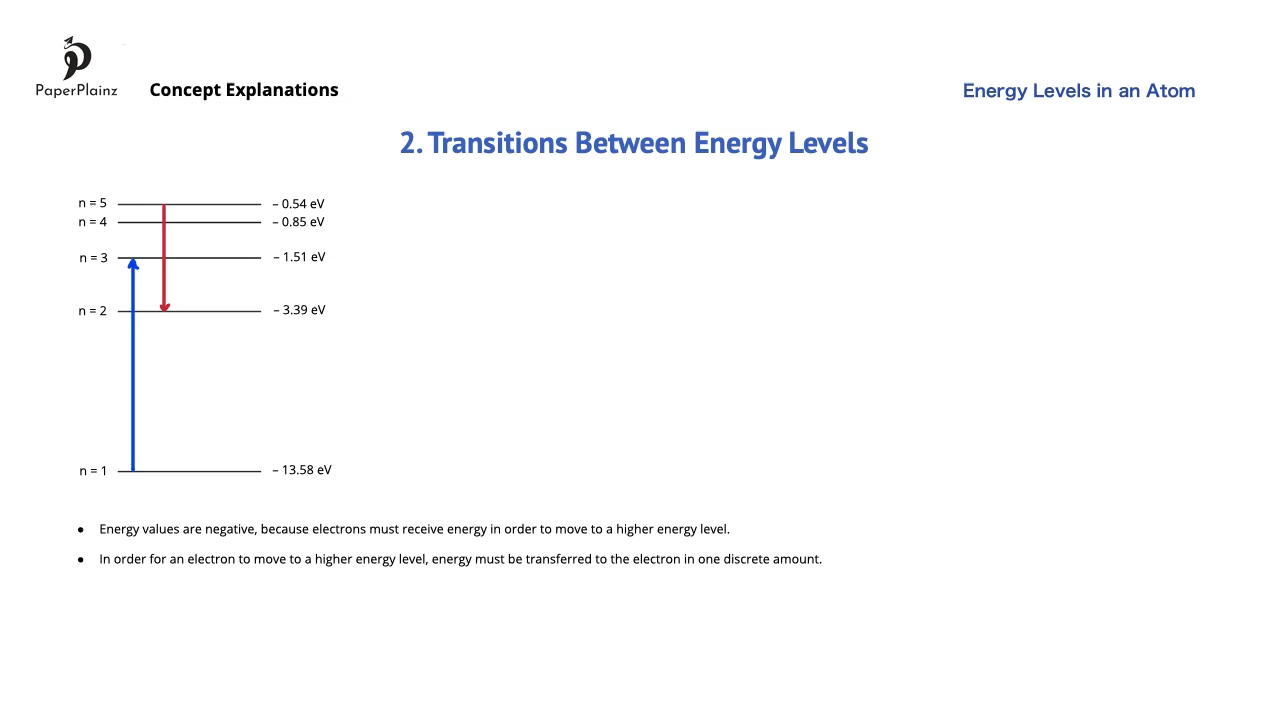 PaperPlainz
Concept Explanations
Energy Levels in an Atom
2. Transitions Between Energy Levels
n = 5 – 0.54 eV
n = 4 – 0.85 eV
n = 3 – 1.51 eV
n = 2 – 3.39 eV
n = 1 – 13.58 eV
● Energy values are negative, because electrons must receive energy in order to move to a higher energy level.
● In order for an electron to move to a higher energy level, energy must be transferred to the electron in one discrete amount.